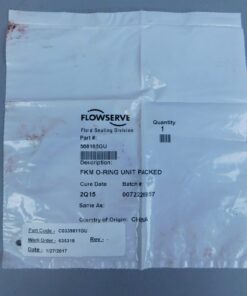 FLOWSERVE
Fluid Sealing Division
Part #:
Quantity
1
Description:
FKM O-RING UNIT PACKED
Cure Date
Batch#:
2Q15
Same As:
Country of Origin: China
Part Code:-
Work Order :-
Rev :-
Date :-
1/27/2017